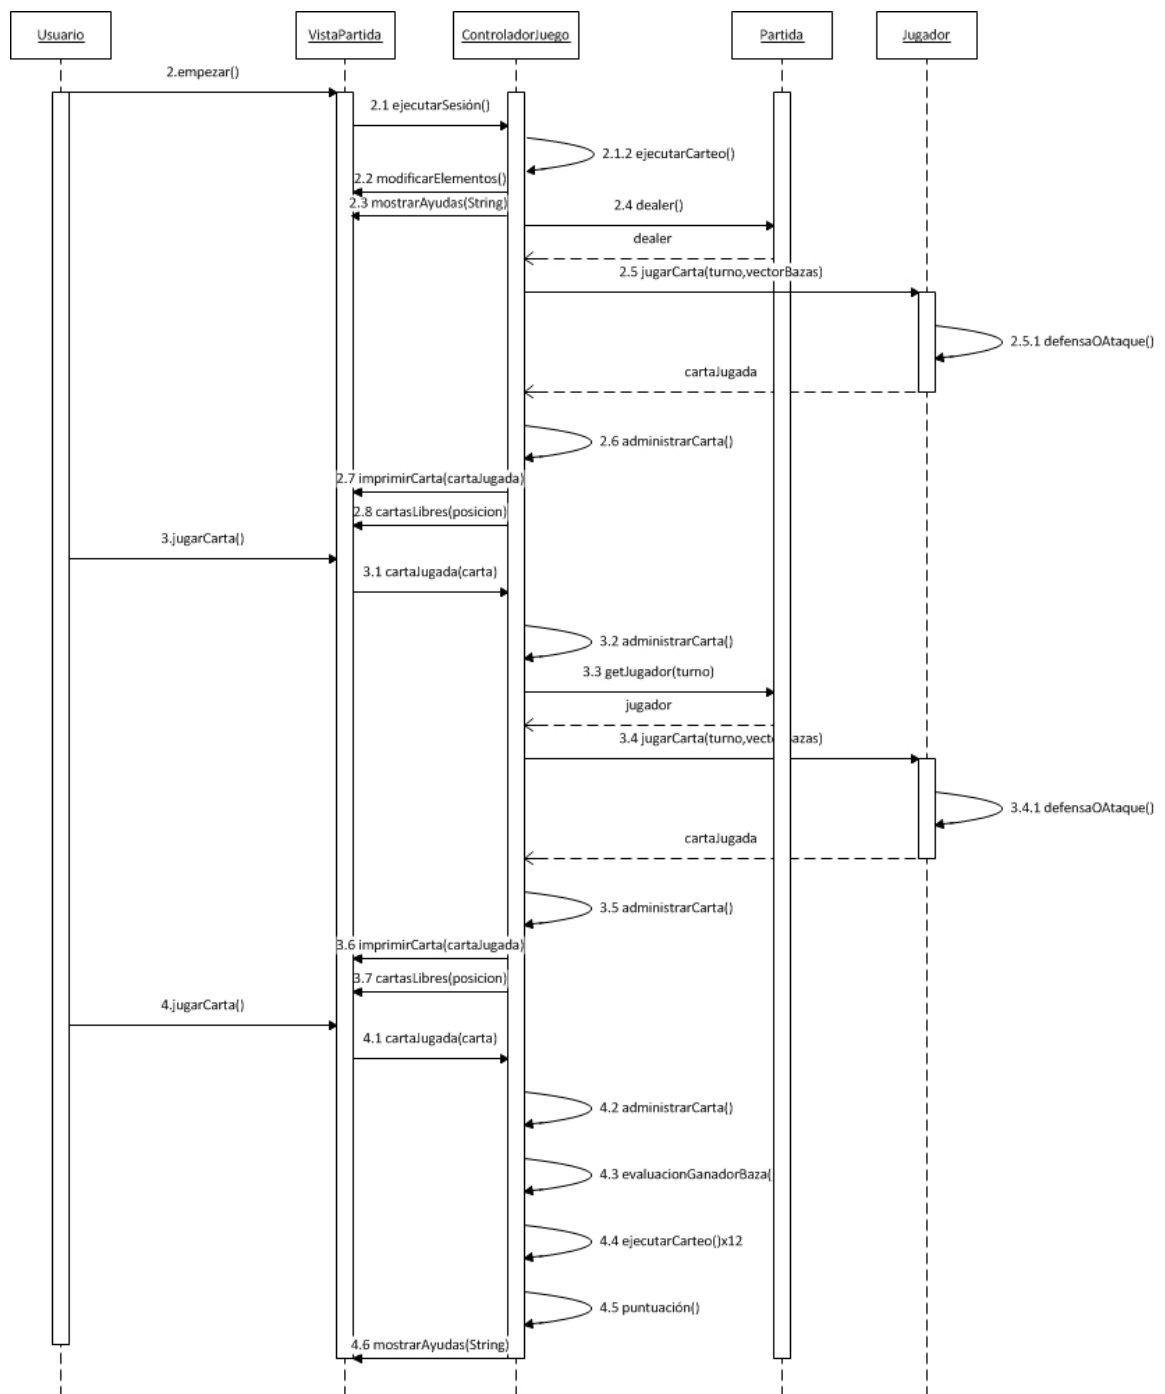 Usuario
VistaPartida
ControladorJuego
Partida
Jugador
2.empezar()
2.1 ejecutarSesión()
2.1.2 ejecutarCarteo()
2.2 modificarElementos()
2.3 mostrarAyudas(String)
2.4 dealer()
dealer
2.5 jugarCarta(turno,vectorBazas)
2.5.1 defensaOAtaque()
cartaJugada
2.6 administrarCarta()
2.7 imprimirCarta(cartaJugada)
2.8 cartasLibres(posicion)
3.jugarCarta()
3.1 cartaJugada(carta)
3.2 administrarCarta()
3.3 getJugador(turno)
jugador
3.4 jugarCarta(turno,vectorBazas)
3.4.1 defensaOAtaque()
cartaJugada
3.5 administrarCarta()
3.6 imprimirCarta(cartaJugada)
3.7 cartasLibres(posicion)
4.jugarCarta()
4.1 cartaJugada(carta)
4.2 administrarCarta()
4.3 evaluacionGanadorBaza(
4.4 ejecutarCarteo()x12
4.5 puntuación()
4.6 mostrarAyudas(String)